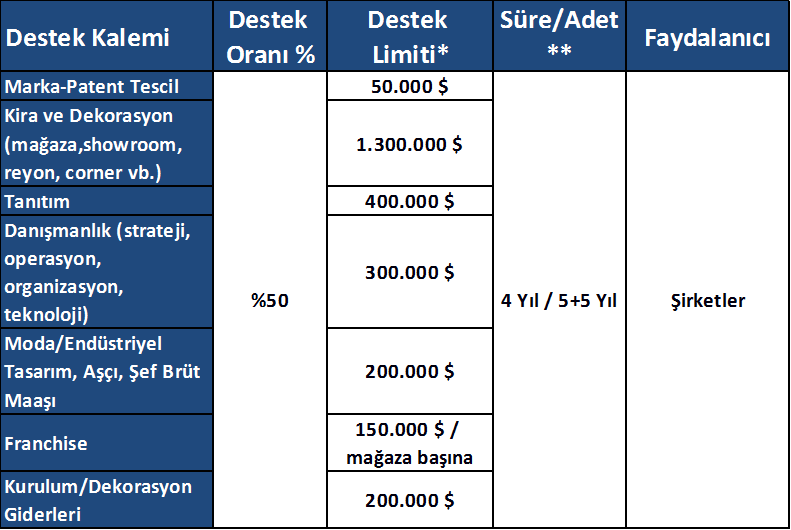 Destek Kalemi
Destek
Oranı %
Destek
Limiti*
Süre/Adet
**
Faydalanıcı
Marka-Patent Tescil
50.000 $
Kira ve Dekorasyon
(mağaza,showroom,
reyon, corner vb.)
1.300.000 $
Tanıtım
400.000 $
Danışmanlık (strateji,
operasyon,
organizasyon,
teknoloji)
300.000 $
%50
4 Yıl / 5+5 Yıl
Şirketler
Moda/Endüstriyel
Tasarım, Aşçı, Şef Brüt
Maaşı
200.000 $
Franchise
150.000 $ /
mağaza başına
Kurulum/Dekorasyon
Giderleri
200.000 $